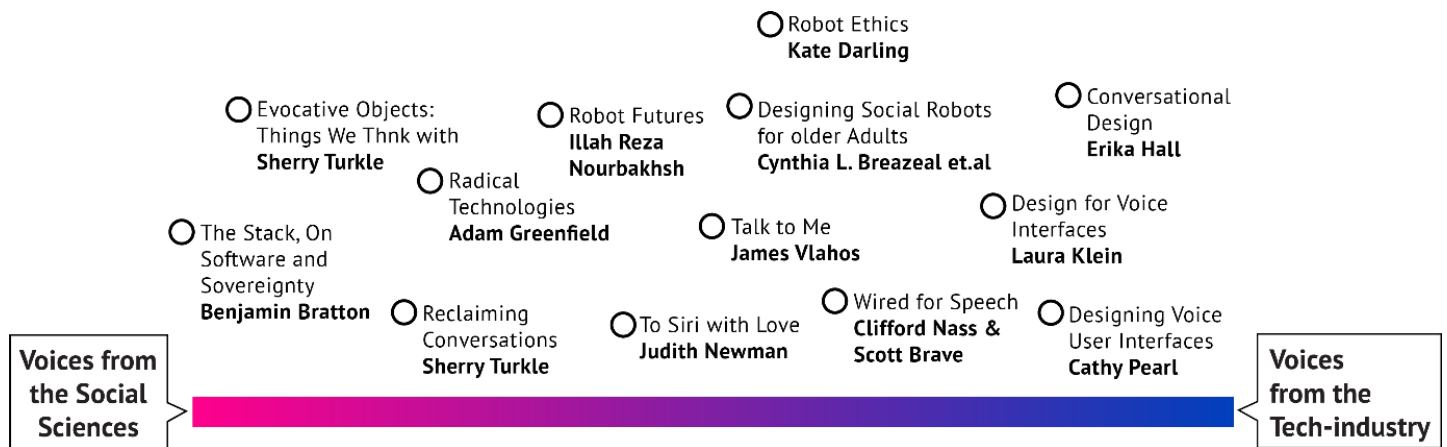 Robot Ethics
Kate Darling
Evocative Objects:
Things We Thnk with
Sherry Turkle
Robot Futures
Illah Reza
Nourbakhsh
Designing Social Robots
for older Adults
Cynthia L. Breazeal et.al
Conversational
Design
Erika Hall
Radical
Technologies
Adam Greenfield
The Stack, On
Software and
Sovereignty
Benjamin Bratton
Talk to Me
James Vlahos
Design for Voice
Interfaces
Laura Klein
Reclaiming
Conversations
Sherry Turkle
To Siri with Love
Judith Newman
Wired for Speech
Clifford Nass &
Scott Brave
Designing Voice
User Interfaces
Cathy Pearl
Voices from
the Social
Sciences
Voices
from the
Tech-industry